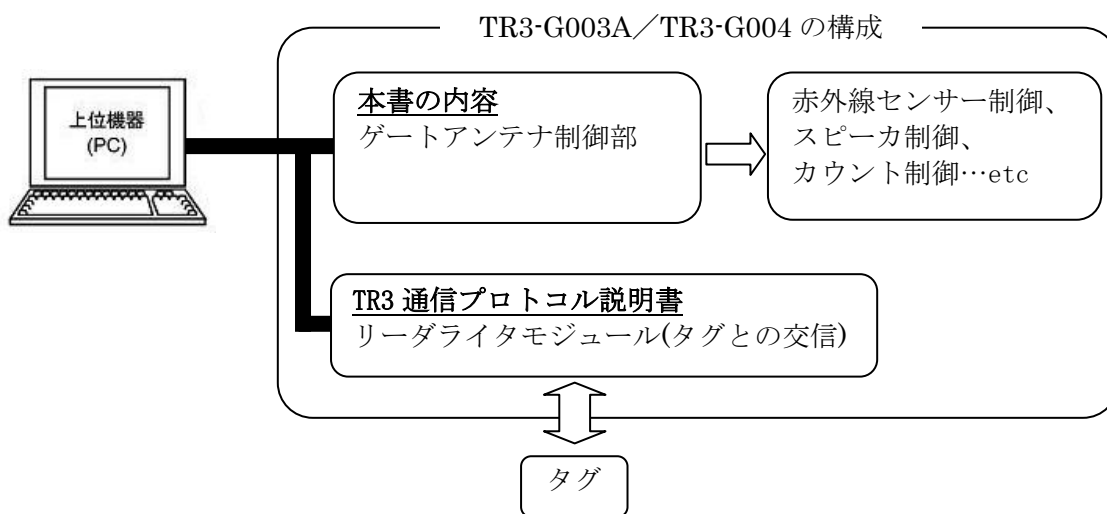 TR3-G003A／TR3-G004 の構成
上位機器
(PC)
本書の内容
ゲートアンテナ制御部
赤外線センサー制御、
スピーカ制御、
カウント制御…etc
TR3 通信プロトコル説明書
リーダライタモジュール(タグとの交信)
タグ